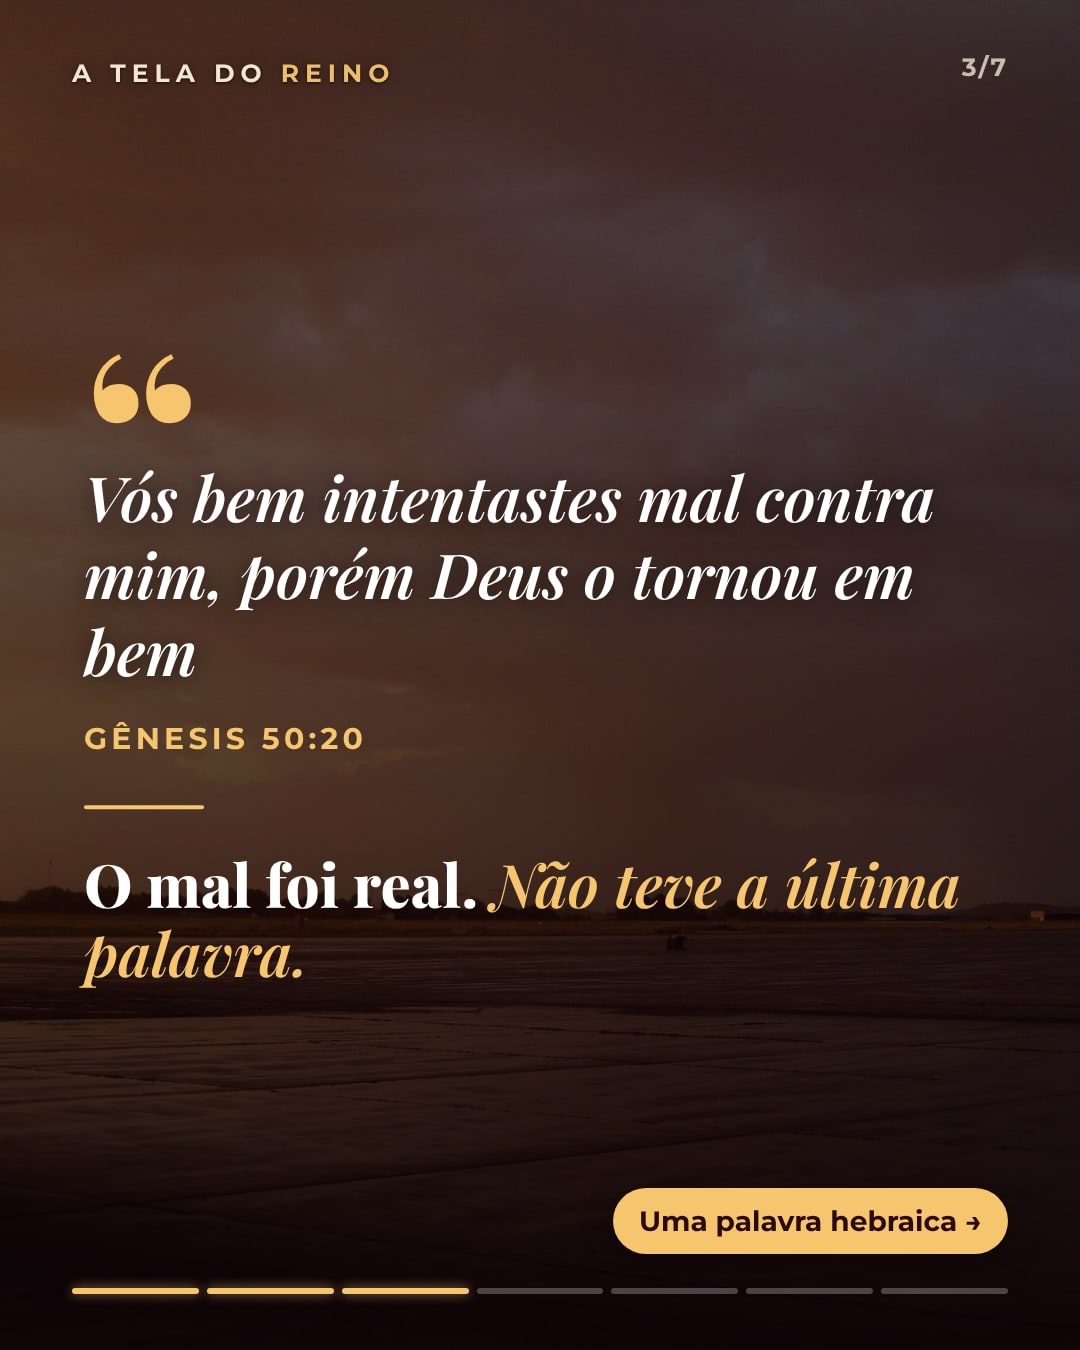 A TELA DO REINO
3/7
“
Vós bem intentastes mal contra
mim, porém Deus o tornou em
bem
GÊNESIS 50:20
O mal foi real. Não teve a última
palavra.
Uma palavra hebraica →